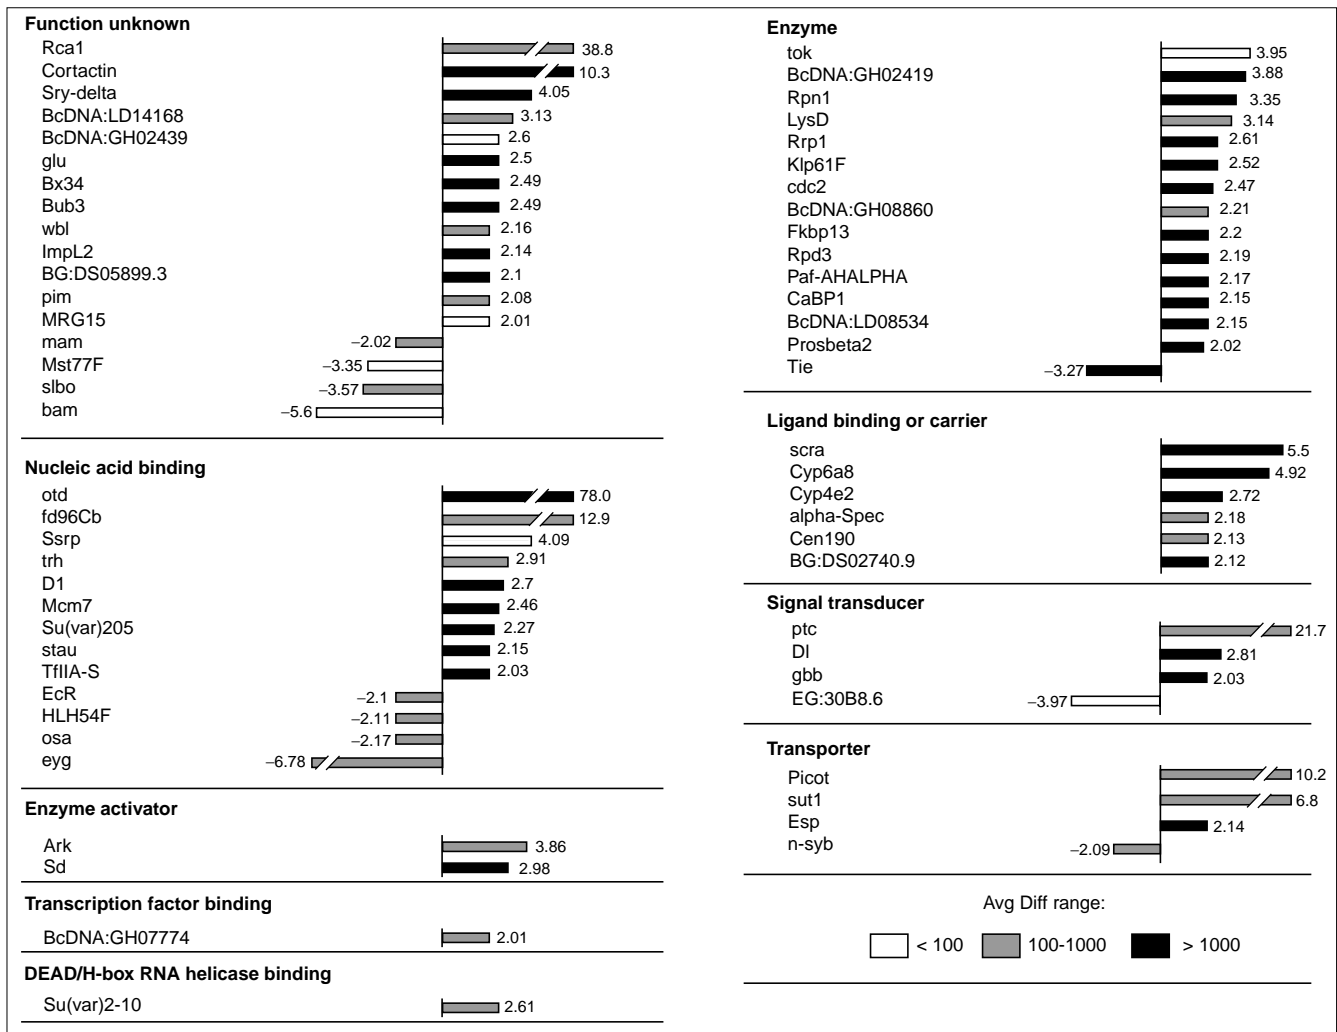 Function unknown
Rca1 38.8
Cortactin 10.3
Sry-delta 4.05
BcDNA:LD14168 3.13
BcDNA:GH02439 2.6
glu 2.5
Bx34 2.49
Bub3 2.49
wbl 2.16
ImpL2 2.14
BG:DS05899.3 2.1
pim 2.08
MRG15 2.01
mam −2.02
Mst77F −3.35
slbo −3.57
bam −5.6
Nucleic acid binding
otd 78.0
fd96Cb 12.9
Ssrp 4.09
trh 2.91
D1 2.7
Mcm7 2.46
Su(var)205 2.27
stau 2.15
TfIIA-S 2.03
EcR −2.1
HLH54F −2.11
osa −2.17
eyg −6.78
Enzyme activator
Ark 3.86
Sd 2.98
Transcription factor binding
BcDNA:GH07774 2.01
DEAD/H-box RNA helicase binding
Su(var)2-10 2.61
Enzyme
tok 3.95
BcDNA:GH02419 3.88
Rpn1 3.35
LysD 3.14
Rrp1 2.61
Klp61F 2.52
cdc2 2.47
BcDNA:GH08860 2.21
Fkbp13 2.2
Rpd3 2.19
Paf-AHALPHA 2.17
CaBP1 2.15
BcDNA:LD08534 2.15
Prosbeta2 2.02
Tie −3.27
Ligand binding or carrier
scra 5.5
Cyp6a8 4.92
Cyp4e2 2.72
alpha-Spec 2.18
Cen190 2.13
BG:DS02740.9 2.12
Signal transducer
ptc 21.7
Dl 2.81
gbb 2.03
EG:30B8.6 −3.97
Transporter
Picot 10.2
sut1 6.8
Esp 2.14
n-syb −2.09
Avg Diff range:
< 100 100-1000 > 1000